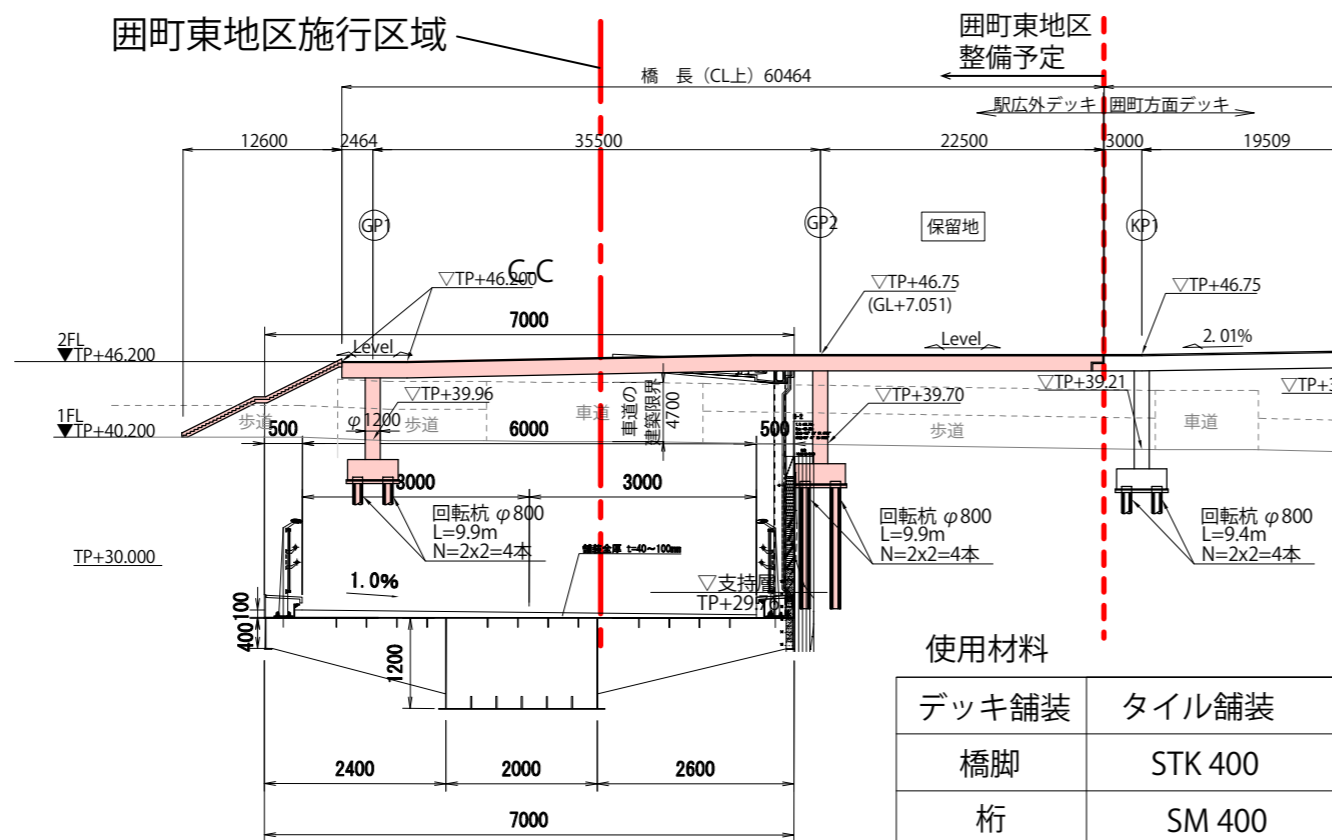 囲町東地区施行区域
囲町東地区
整備予定
橋 長（CL上）60464
駅広外デッキ
囲町方面デッキ
12600
2464
35500
22500
3000
19509
GP1
GP2
保留地
KP1
C-C
▽TP+46.200
▽TP+46.75
(GL+7.051)
▽TP+46.75
7000
2FL
▼TP+46.200
Level
Level
2.01%
▽TP+39.96
φ1200
▽TP+39.70
▽TP+39.21
1FL
▼TP+40.200
歩道
歩道
車道
車道の
建築限界
4700
歩道
車道
500
6000
500
3000
3000
回転杭 φ800
L=9.9m
N=2x2=4本
回転杭 φ800
L=9.9m
N=2x2=4本
回転杭 φ800
L=9.4m
N=2x2=4本
TP+30.000
舗装全厚 t=40～100mm
1.0%
▽支持層
100
400
1200
2400
2000
2600
7000
使用材料
デッキ舗装 タイル舗装
橋脚 STK 400
桁 SM 400